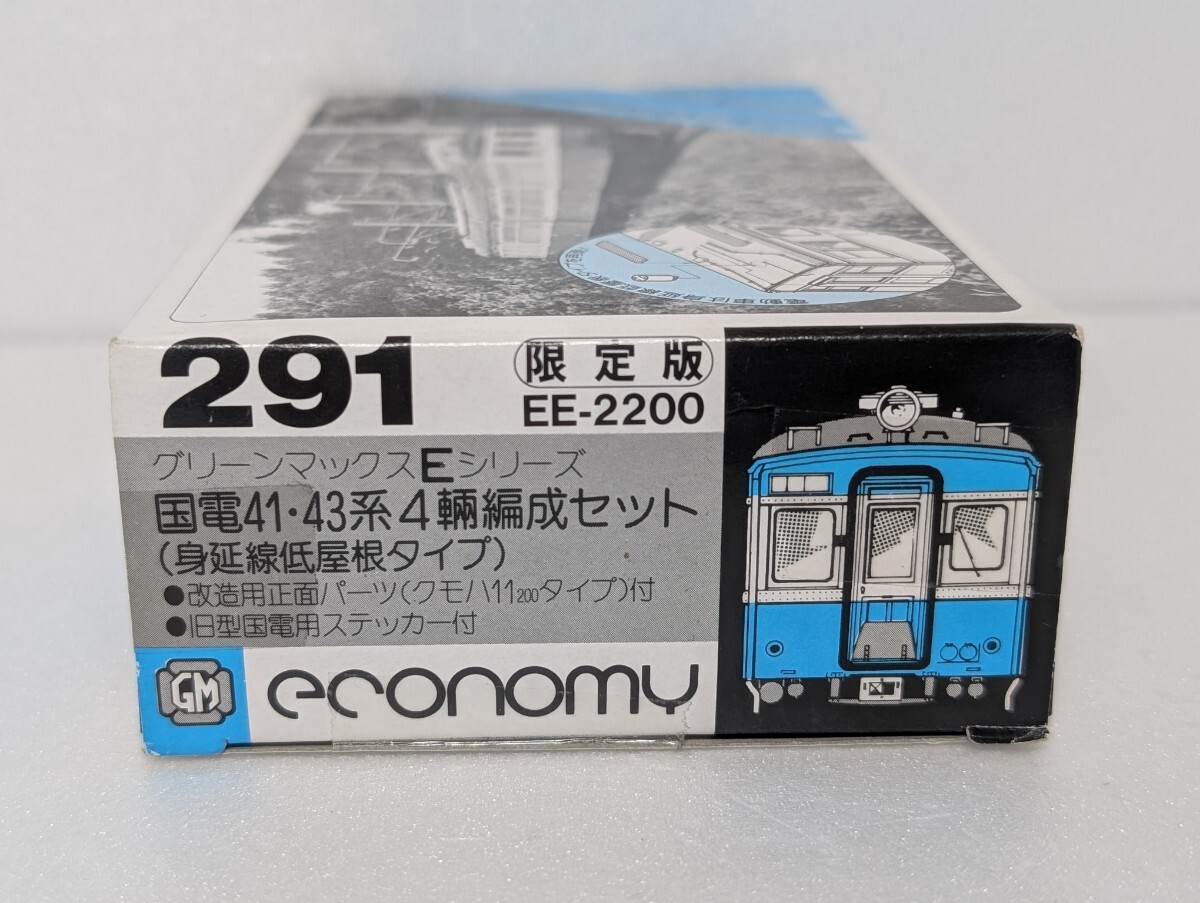 291
限定版
EE-2200
グリーンマックスEシリーズ
国電41・43系4輛編成セット
(身延線低屋根タイプ)
●改造用正面パーツ(クモハ11200タイプ)付
●旧型国電用ステッカー付
GM economy